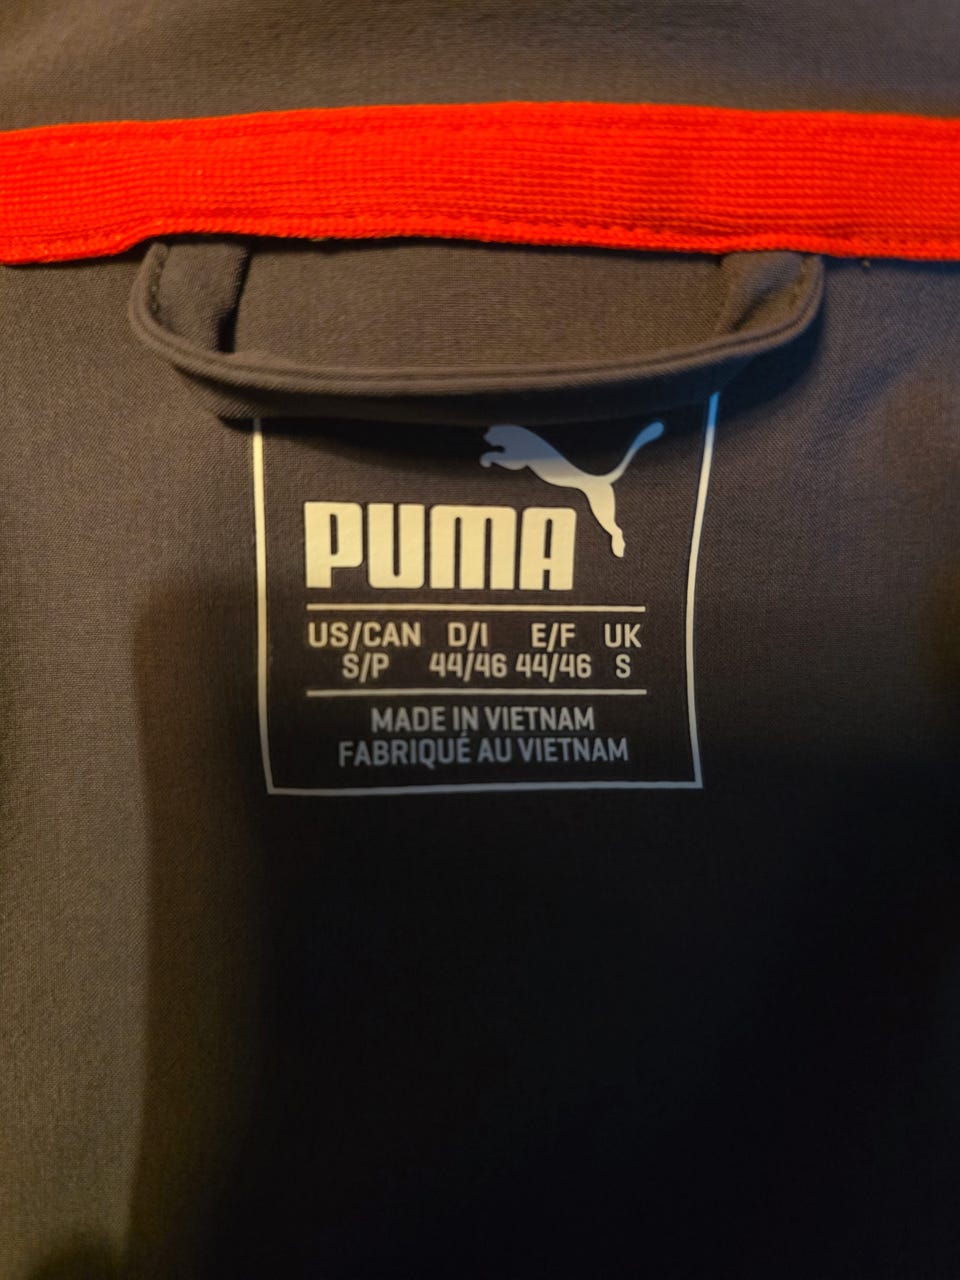 PUMA
US/CAN D/I E/F UK
S/P 44/46 44/46 S
MADE IN VIETNAM
FABRIQUÉ AU VIETNAM